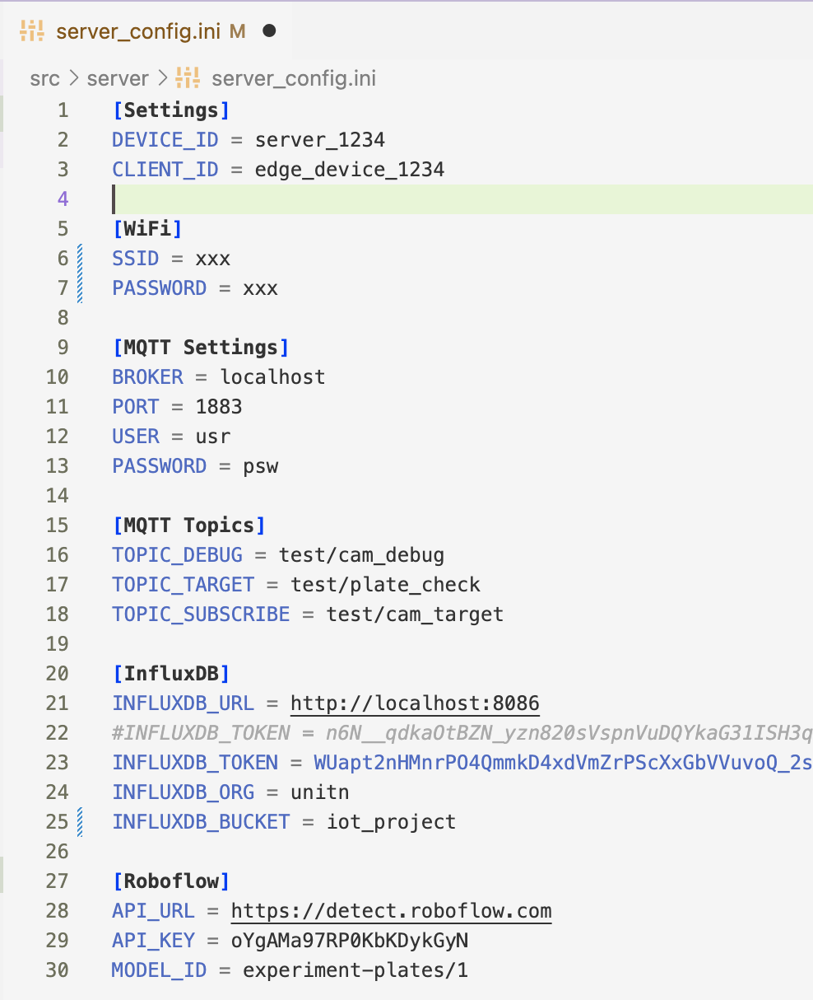 server_config.ini M
src > server > server_config.ini
1 [Settings]
2 DEVICE_ID = server_1234
3 CLIENT_ID = edge_device_1234
4
5 [WiFi]
6 SSID = xxx
7 PASSWORD = xxx
8
9 [MQTT Settings]
10 BROKER = localhost
11 PORT = 1883
12 USER = usr
13 PASSWORD = psw
14
15 [MQTT Topics]
16 TOPIC_DEBUG = test/cam_debug
17 TOPIC_TARGET = test/plate_check
18 TOPIC_SUBSCRIBE = test/cam_target
19
20 [InfluxDB]
21 INFLUXDB_URL = http://localhost:8086
22 #INFLUXDB_TOKEN = n6N__qdkaOtBZN_yzn820sVspnVuDQYkaG31ISH3q
23 INFLUXDB_TOKEN = WUapt2nHMnrPO4QmmkD4xdVmZrPScXxGbVVuvoQ_2s
24 INFLUXDB_ORG = unitn
25 INFLUXDB_BUCKET = iot_project
26
27 [Roboflow]
28 API_URL = https://detect.roboflow.com
29 API_KEY = oYgAMa97RP0KbKDykGyN
30 MODEL_ID = experiment-plates/1